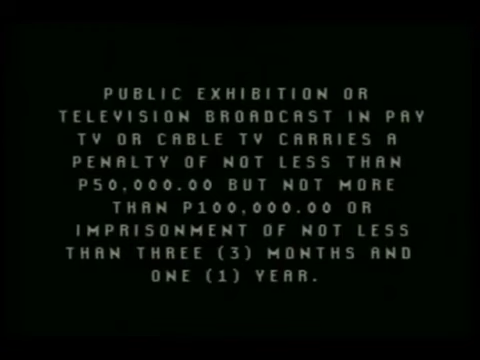 PUBLIC EXHIBITION OR
TELEVISION BROADCAST IN PAY
TV OR CABLE TV CARRIES A
PENALTY OF NOT LESS THAN
P50,000.00 BUT NOT MORE
THAN P100,000.00 OR
IMPRISONMENT OF NOT LESS
THAN THREE (3) MONTHS AND
ONE (1) YEAR.